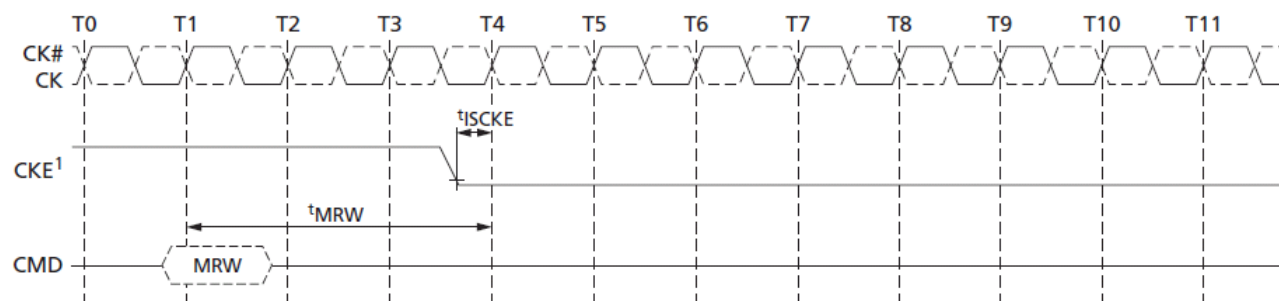 T0 T1 T2 T3 T4 T5 T6 T7 T8 T9 T10 T11
CK#
CK
tISCKE
CKE1
tMRW
CMD MRW